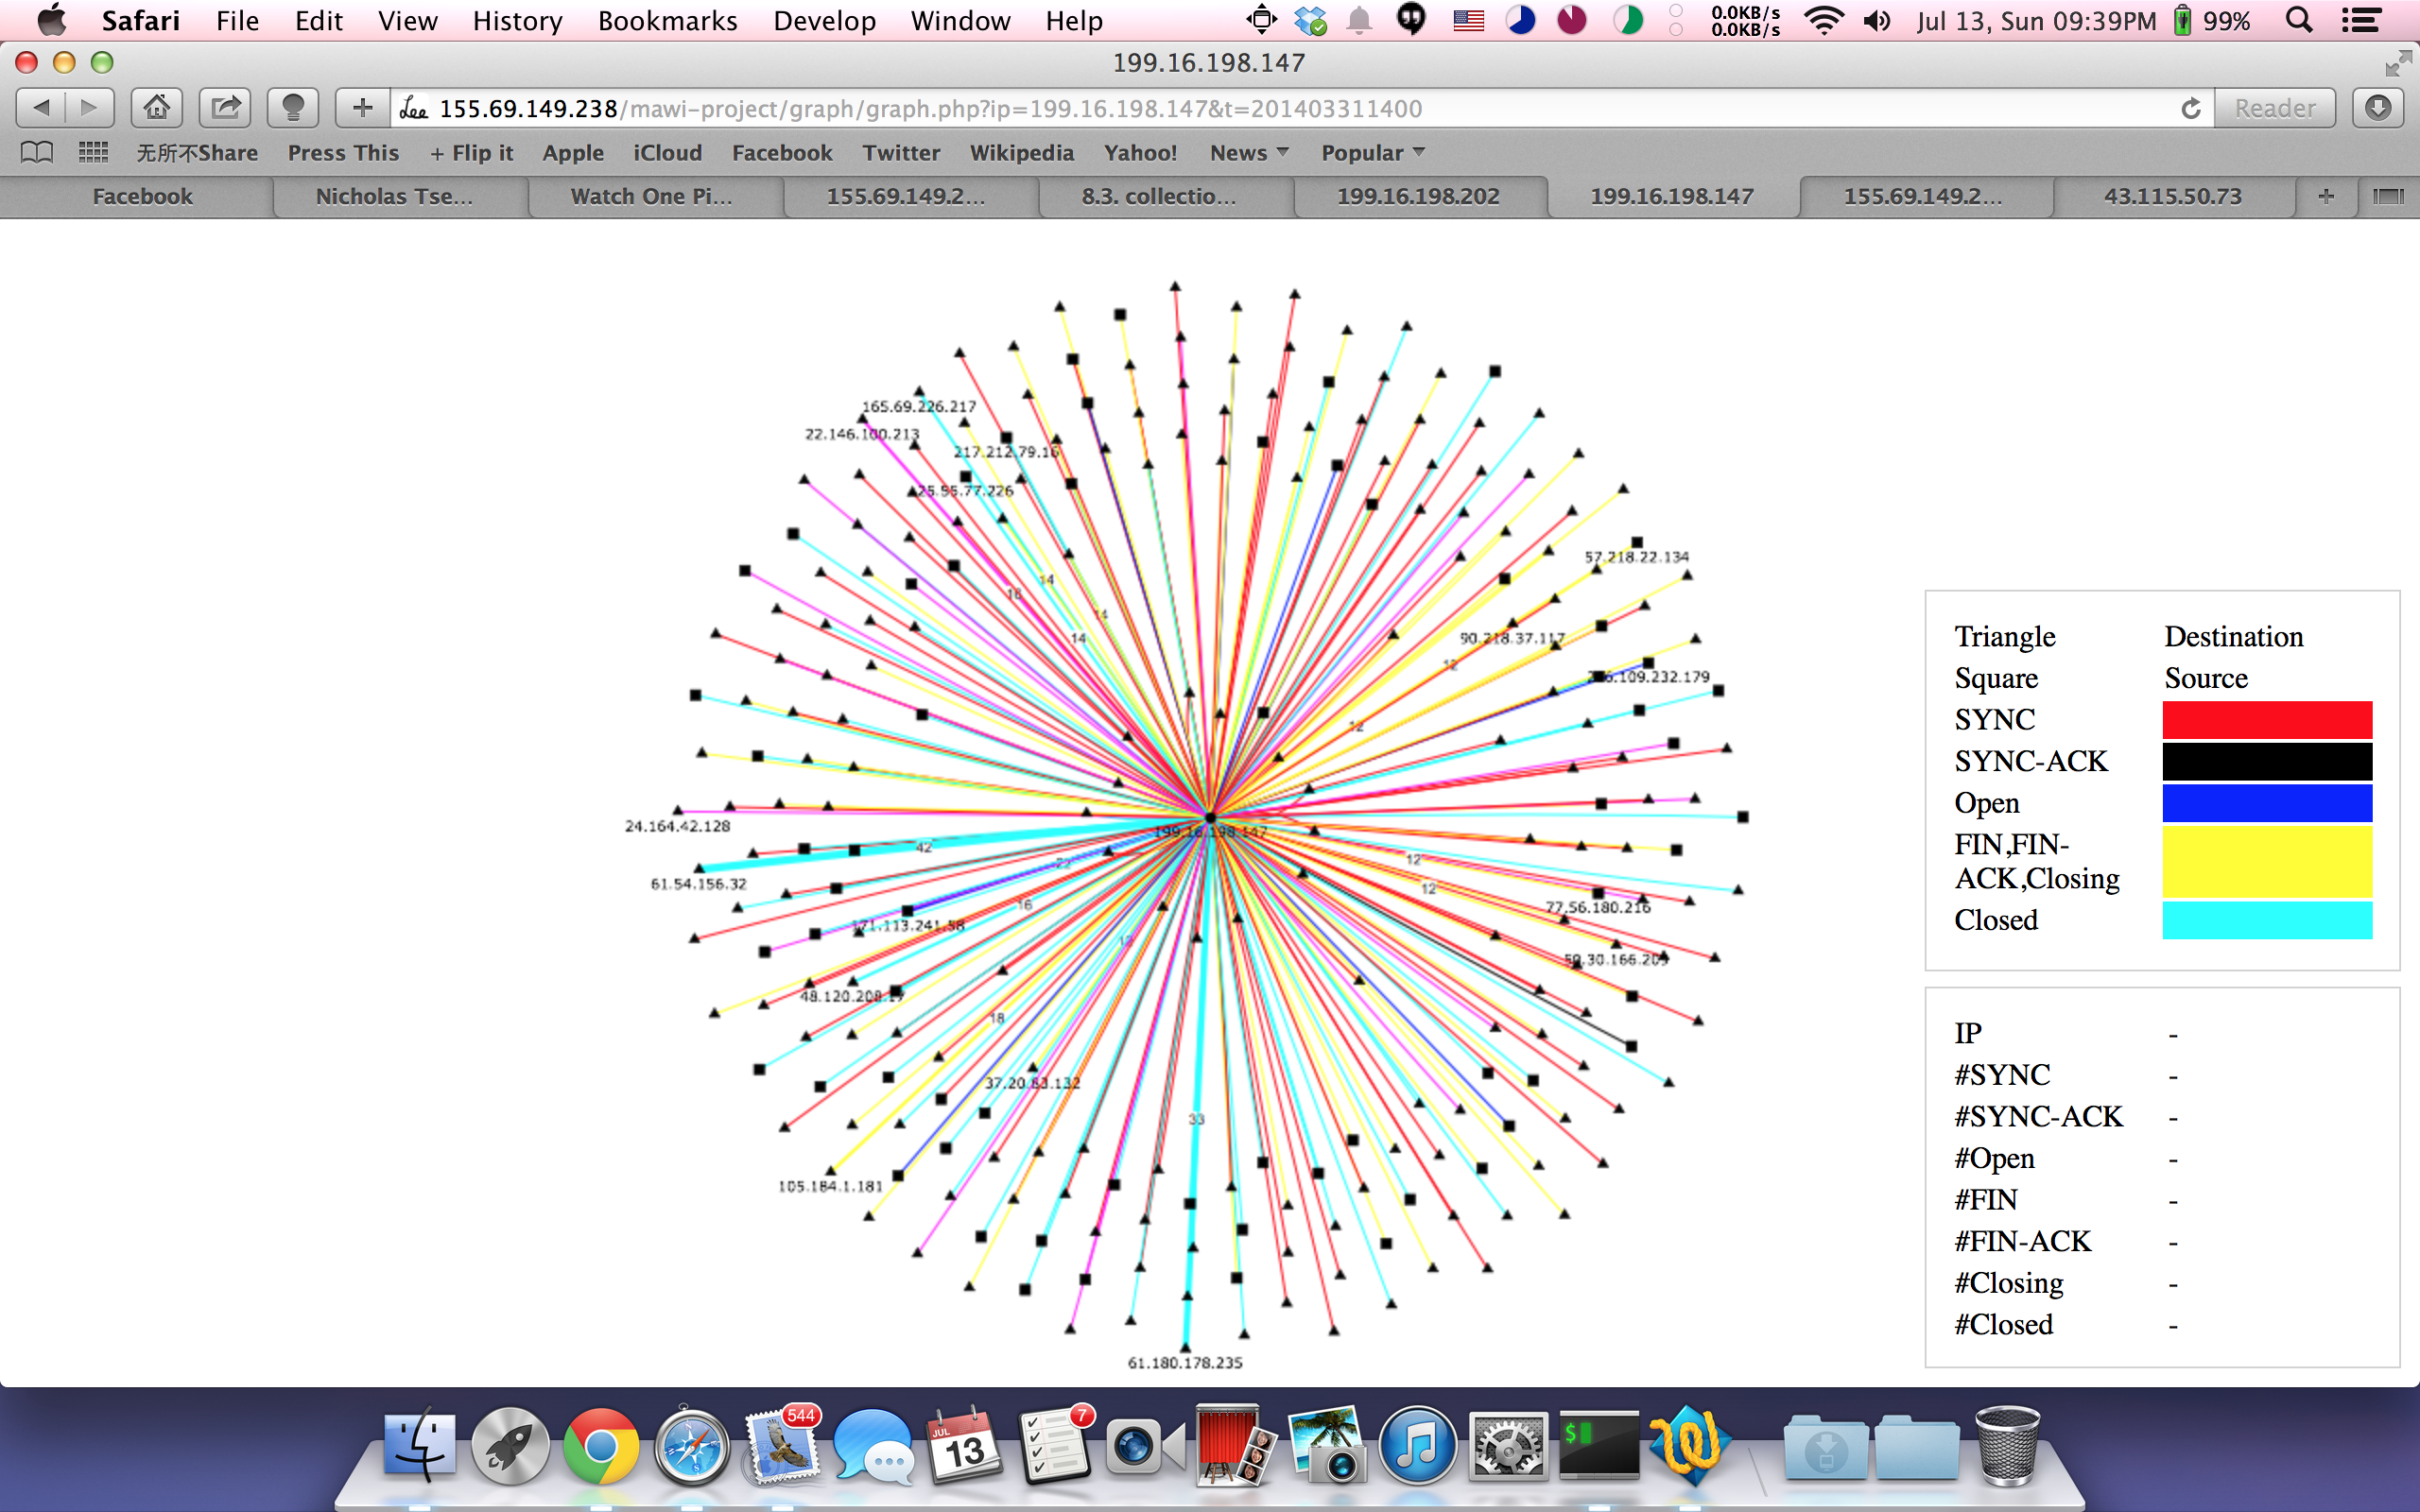 Safari File Edit View History Bookmarks Develop Window Help 0.0KB/s Jul 13, Sun 09:39PM 99%
0.0KB/s
199.16.198.147
155.69.149.238/mawi-project/graph/graph.php?ip=199.16.198.147&t=201403311400 Reader
无所不Share Press This + Flip it Apple iCloud Facebook Twitter Wikipedia Yahoo! News Popular
Facebook Nicholas Tse... Watch One Pi... 155.69.149.2... 8.3. collectio... 199.16.198.202 199.16.198.147 155.69.149.2... 43.115.50.73
165.69.226.217
22.146.100.213
217.212.79.16
25.55.77.226
57.218.22.134
14
16
14
14
90.218.37.117
12
109.232.179
12
24.164.42.128
199.16.198.147
42
12
61.54.156.32
12
16
77.56.180.216
171.113.241.58
59.30.166.209
48.120.208.17
18
37.20.83.132
33
105.184.1.181
61.180.178.235
Triangle Destination
Square Source
SYNC
SYNC-ACK
Open
FIN,FIN-
ACK,Closing
Closed
IP -
#SYNC -
#SYNC-ACK -
#Open -
#FIN -
#FIN-ACK -
#Closing -
#Closed -
544
7
JUL
13
$